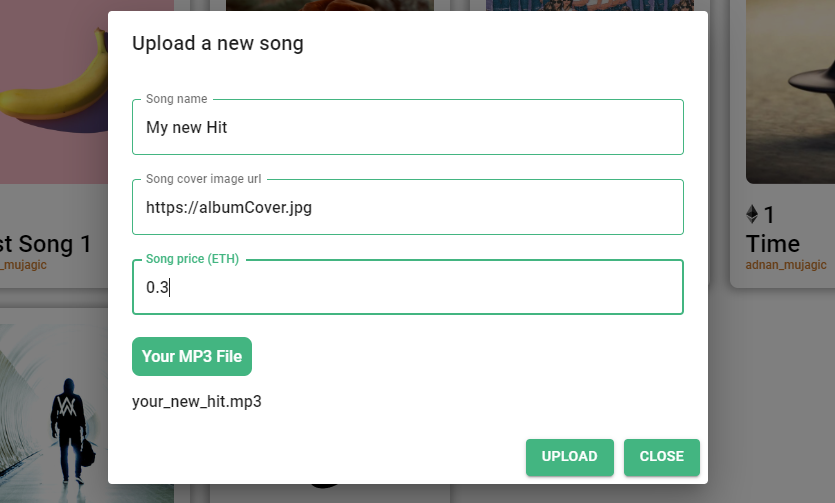 Upload a new song
Song name
My new Hit
Song cover image url
https://albumCover.jpg
Song price (ETH)
0.3
Your MP3 File
your_new_hit.mp3
UPLOAD
CLOSE
st Song 1
_mujagic
1
Time
adnan_mujagic